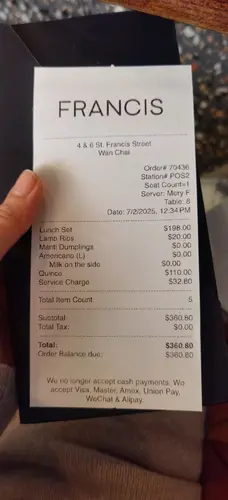 FRANCIS
4 & 6 St. Francis Street
Wan Chai
Order# 70436
Station# POS2
Seat Count=1
Server: Mery F
Table: 8
Date: 7/2/2025, 12:34 PM
Lunch Set $198.00
Lamb Ribs $20.00
Manti Dumplings $0.00
Americano (L) $0.00
Milk on the side $0.00
Quince $110.00
Service Charge $32.80
Total Item Count 5
Subtotal: $360.80
Total Tax: $0.00
Total: $360.80
Order Balance due: $360.80
We no longer accept cash payments. We
accept Visa, Master, Amex, Union Pay,
WeChat & Alipay.